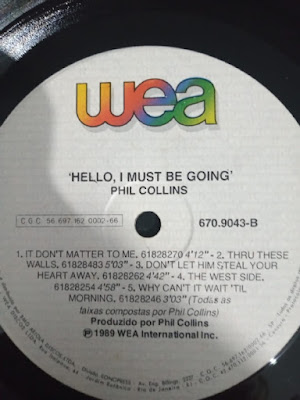 wea
'HELLO, I MUST BE GOING'
PHIL COLLINS
C.G.C. 56.697.162.0002-66
670.9043-B
1. IT DON'T MATTER TO ME. 61828270 4'12" - 2. THRU THESE
WALLS. 61828483 5'03" - 3. DON'T LET HIM STEAL YOUR
HEART AWAY. 61828262 4'42" - 4. THE WEST SIDE.
61828254 4'58" - 5. WHY CAN'T IT WAIT 'TIL
MORNING. 61828246 3'03" (Todas as
faixas compostas por Phil Collins)
Produzido por Phil Collins
℗ 1989 WEA International Inc.